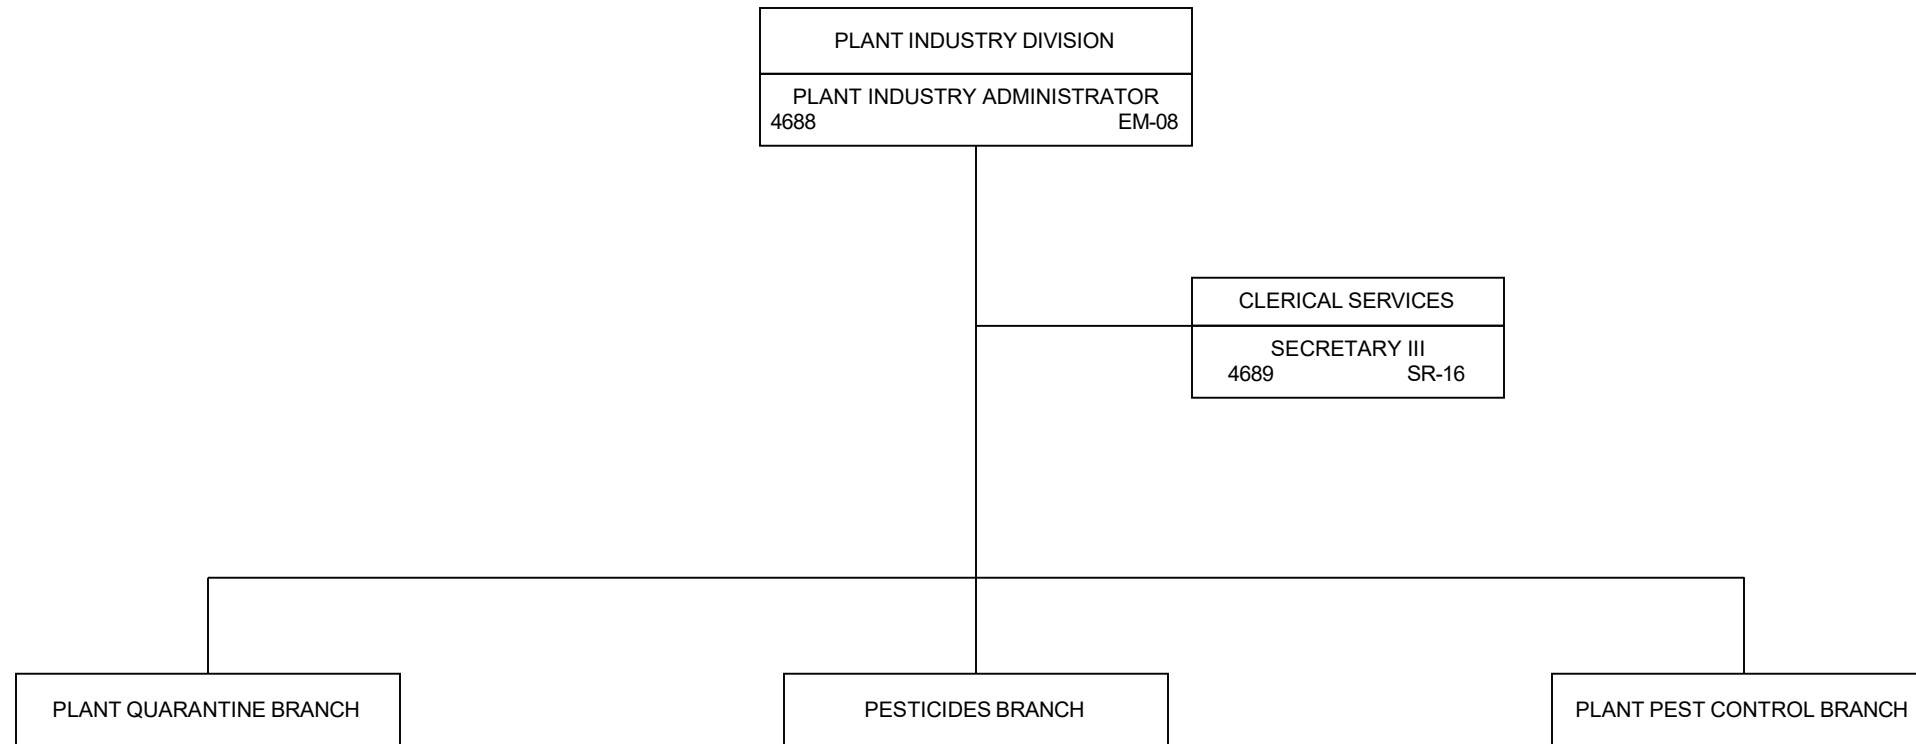 PLANT INDUSTRY DIVISION
PLANT INDUSTRY ADMINISTRATOR
4688 EM-08
CLERICAL SERVICES
SECRETARY III
4689 SR-16
PLANT QUARANTINE BRANCH
PESTICIDES BRANCH
PLANT PEST CONTROL BRANCH